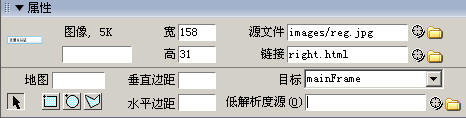 属性
图像, 5K 宽 158 源文件 images/reg.jpg
高 31 链接 right.html
地图 垂直边距 目标 mainFrame
水平边距 低解析度源(O)